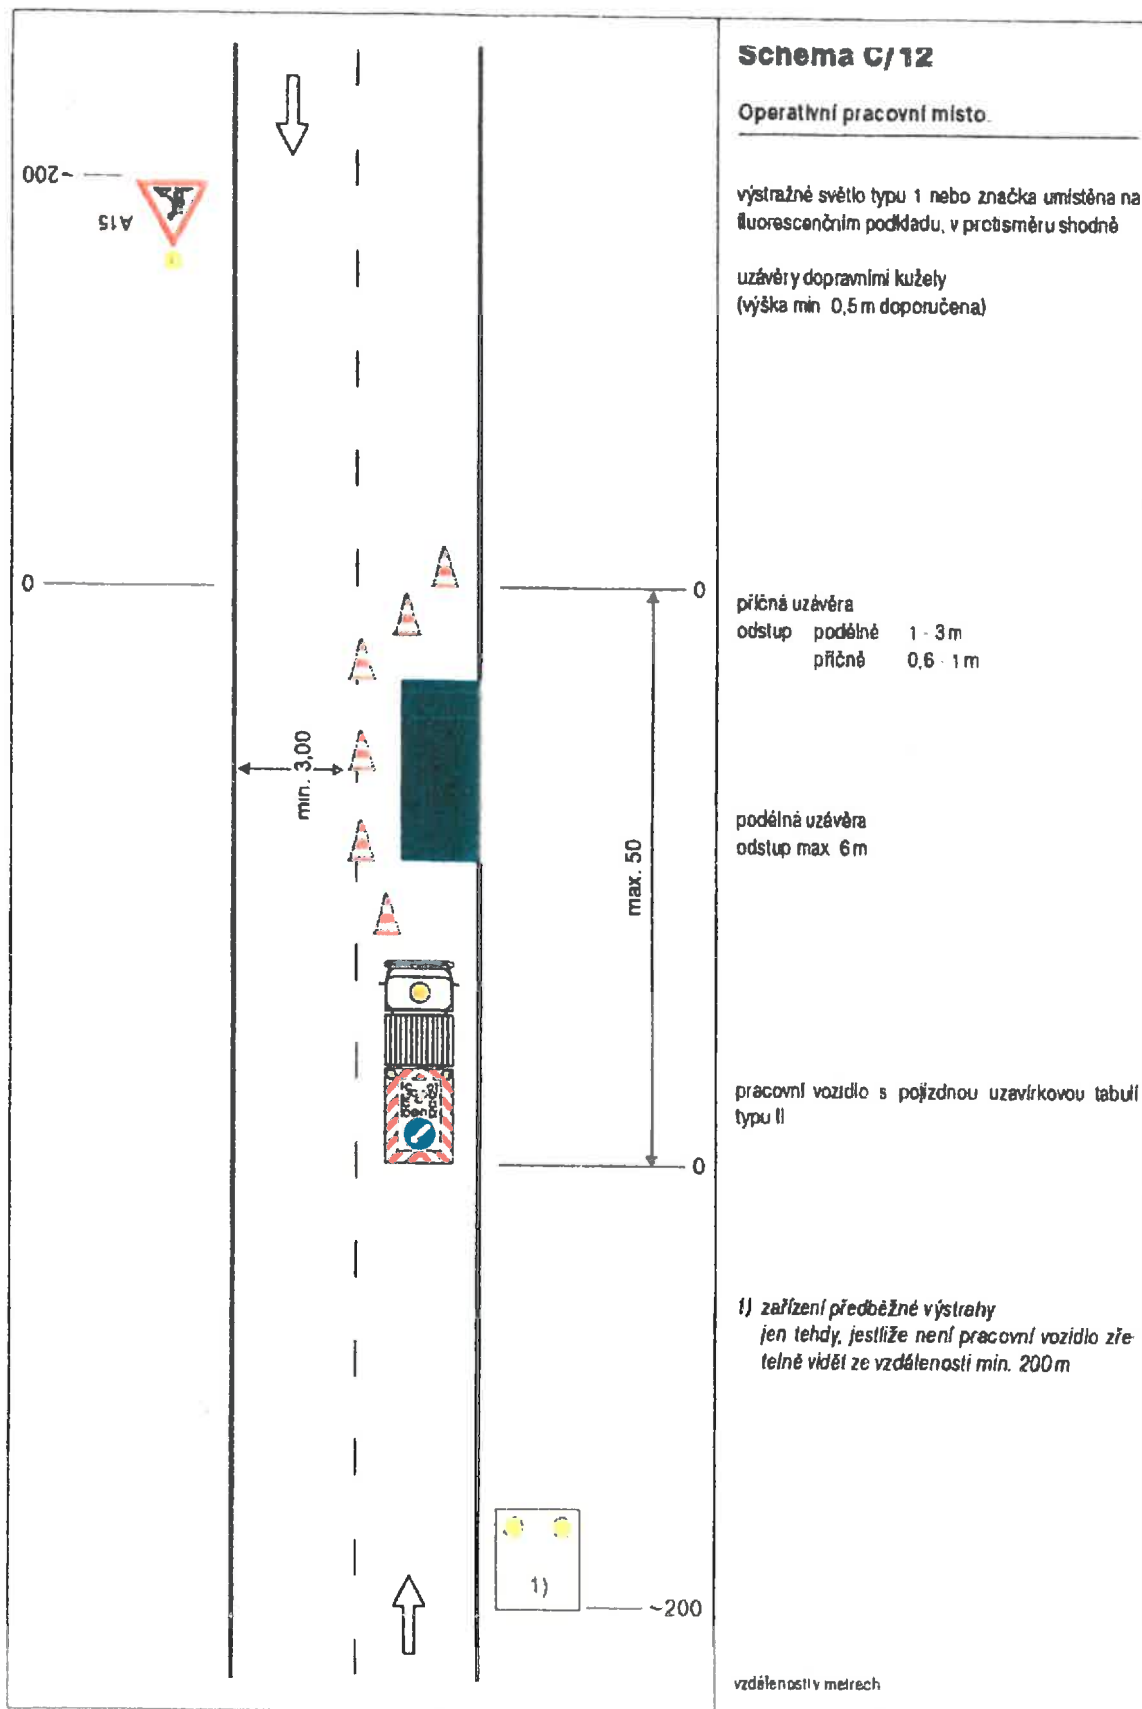 Schema C/12
Operativní pracovní místo.
~200
A15
výstražné světlo typu 1 nebo značka umístěna na
fluorescenčním podkladu, v protisměru shodně
uzávěry dopravními kužely
(výška min 0,5 m doporučena)
0
0
příčná uzávěra
odstup podélné 1 - 3 m
příčné 0,6 - 1 m
min. 3,00
max. 50
podélná uzávěra
odstup max 6 m
pracovní vozidlo s pojízdnou uzavírkovou tabulí
typu II
0
1) zařízení předběžné výstrahy
jen tehdy, jestliže není pracovní vozidlo zře-
telně vidět ze vzdálenosti min. 200 m
1)
~200
vzdálenosti v metrech